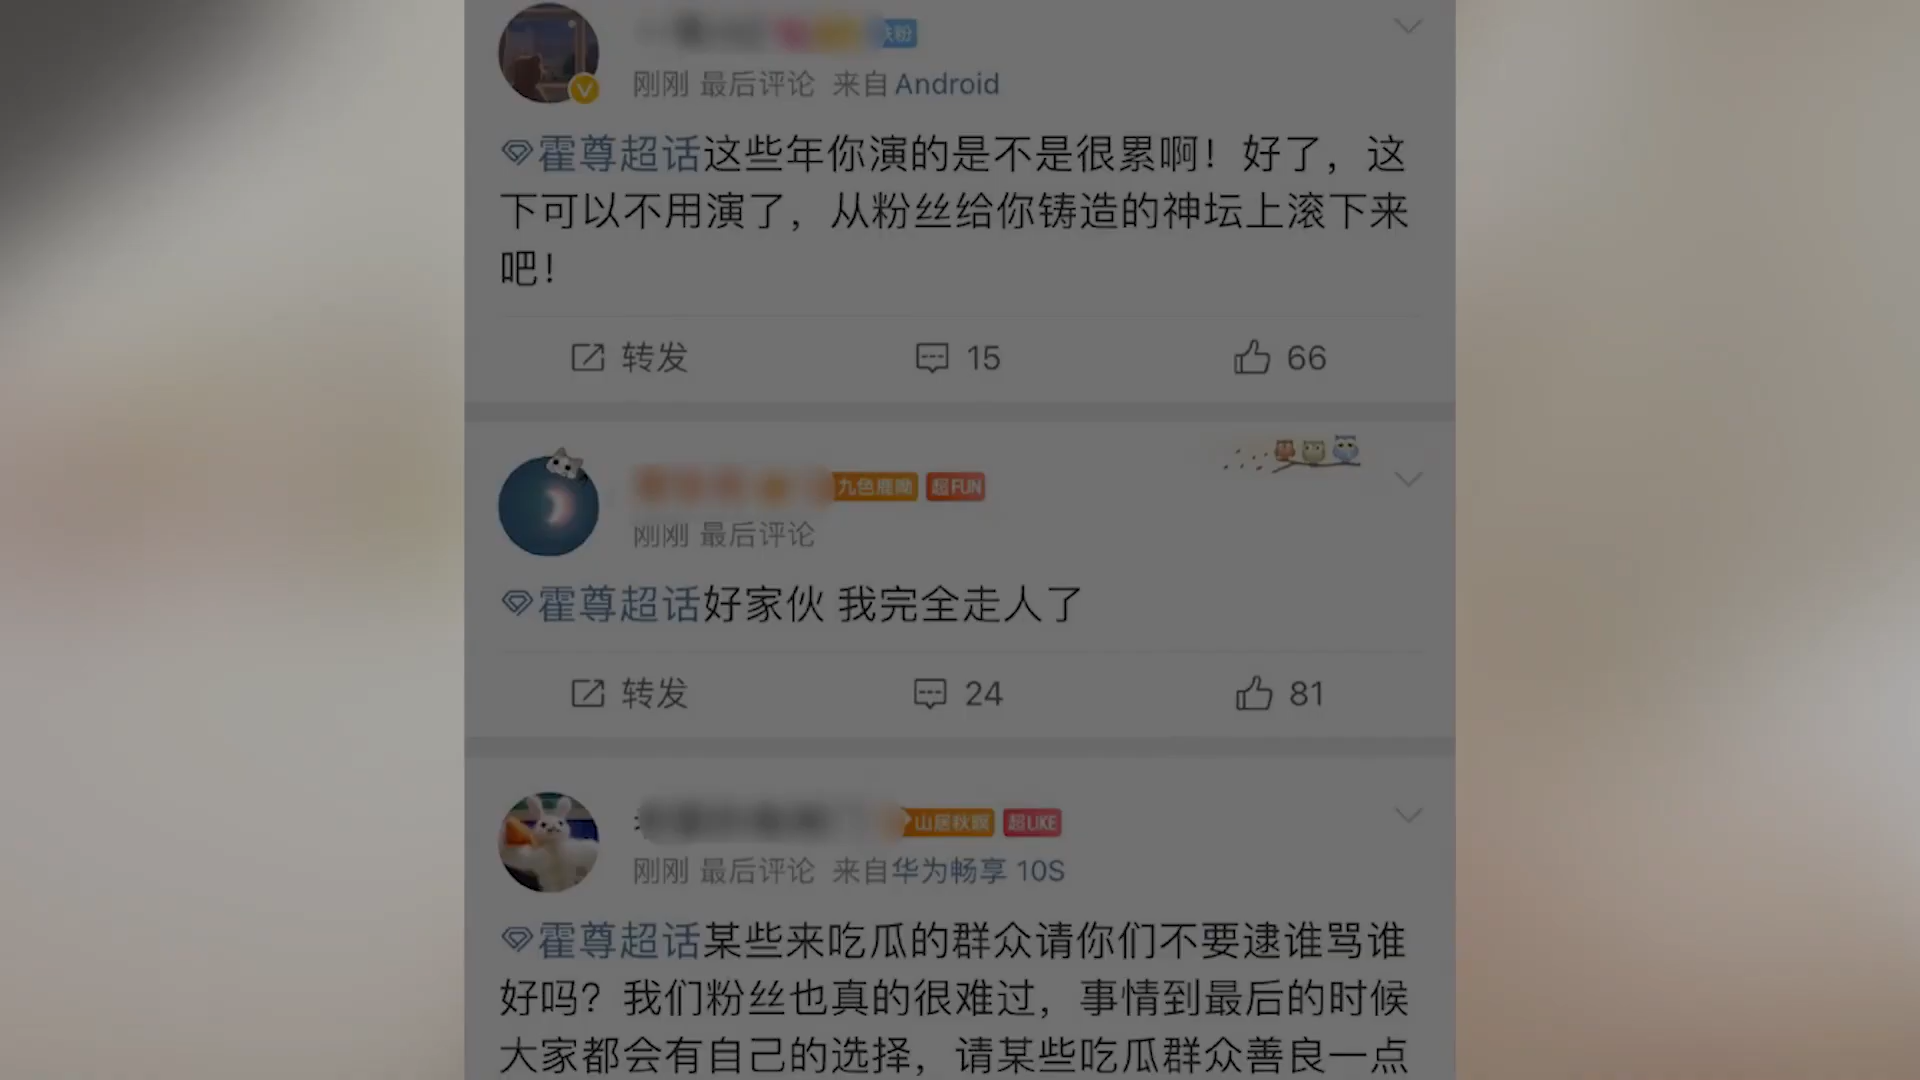 铁粉
刚刚 最后评论 来自 Android
霍尊超话这些年你演的是不是很累啊！好了，这
下可以不用演了，从粉丝给你铸造的神坛上滚下来
吧！
转发 15 66
九色鹿呦 超FUN
刚刚 最后评论
霍尊超话好家伙 我完全走人了
转发 24 81
山居秋暝 超LIKE
刚刚 最后评论 来自华为畅享 10S
霍尊超话某些来吃瓜的群众请你们不要逮谁骂谁
好吗？我们粉丝也真的很难过，事情到最后的时候
大家都会有自己的选择，请某些吃瓜群众善良一点